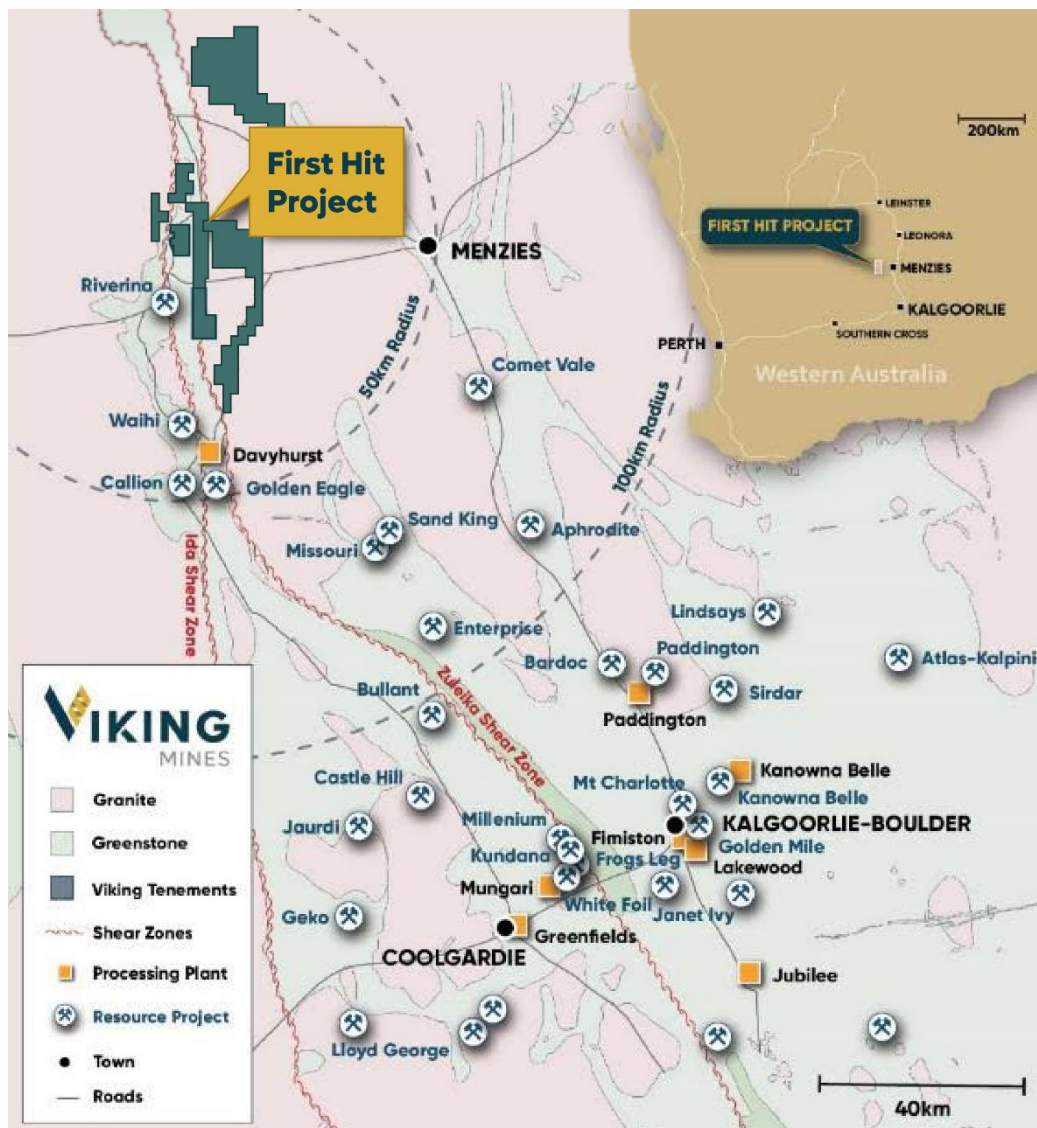 First Hit
Project
200km
LEINSTER
FIRST HIT PROJECT
LEONORA
MENZIES
KALGOORLIE
SOUTHERN CROSS
PERTH
Western Australia
MENZIES
Riverina
50km Radius
Comet Vale
100km Radius
Waihi
Davyhurst
Callion
Golden Eagle
Sand King
Aphrodite
Missouri
Ida Shear Zone
Lindsays
Enterprise
Paddington
Bardoc
Atlas-Kalpini
Zuleika Shear Zone
Sirdar
Bullant
Paddington
VIKING
MINES
Granite
Greenstone
Viking Tenements
Shear Zones
Processing Plant
Resource Project
Town
Roads
Kanowna Belle
Castle Hill
Mt Charlotte
Kanowna Belle
Jaurdi
Millenium
Fimiston
KALGOORLIE-BOULDER
Kundana
Frogs Leg
Golden Mile
Lakewood
Mungari
White Foil
Janet Ivy
Geko
Greenfields
COOLGARDIE
Jubilee
Lloyd George
40km